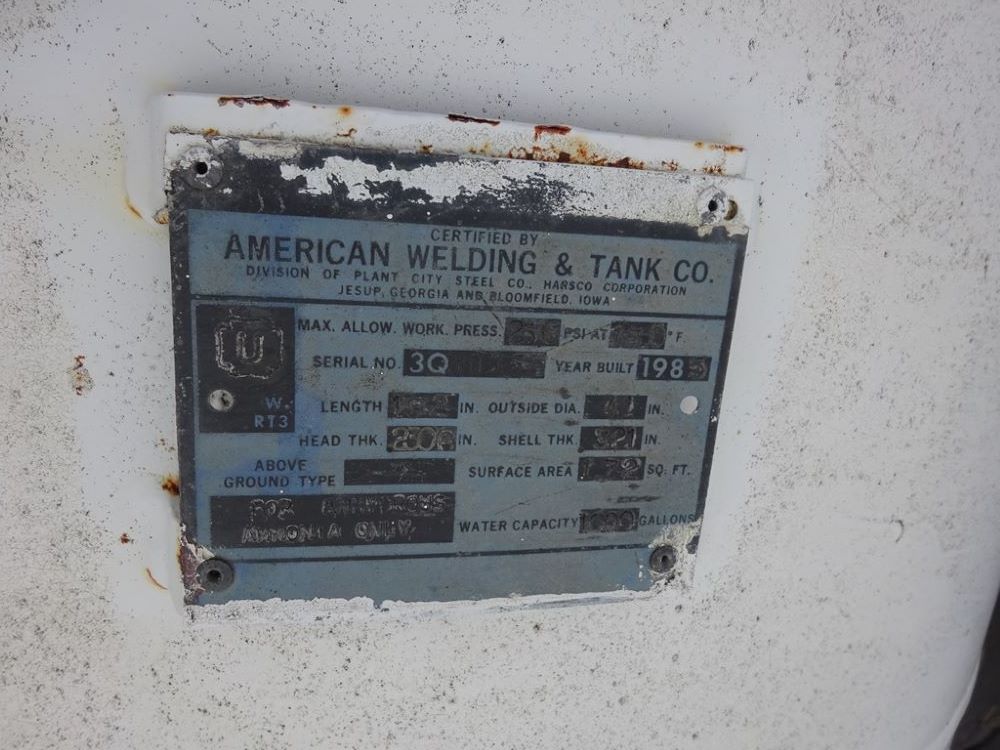 CERTIFIED BY
AMERICAN WELDING & TANK CO.
DIVISION OF PLANT CITY STEEL CO., HARSCO CORPORATION
JESUP, GEORGIA AND BLOOMFIELD, IOWA
U
W.
RT3
MAX. ALLOW. WORK. PRESS. PSI AT °F
SERIAL NO. 3Q YEAR BUILT 198
LENGTH IN. OUTSIDE DIA. 41 IN.
HEAD THK. IN. SHELL THK. IN.
ABOVE
GROUND TYPE SURFACE AREA SQ. FT.
FOR ANHYDROUS
AMMONIA ONLY
WATER CAPACITY GALLONS